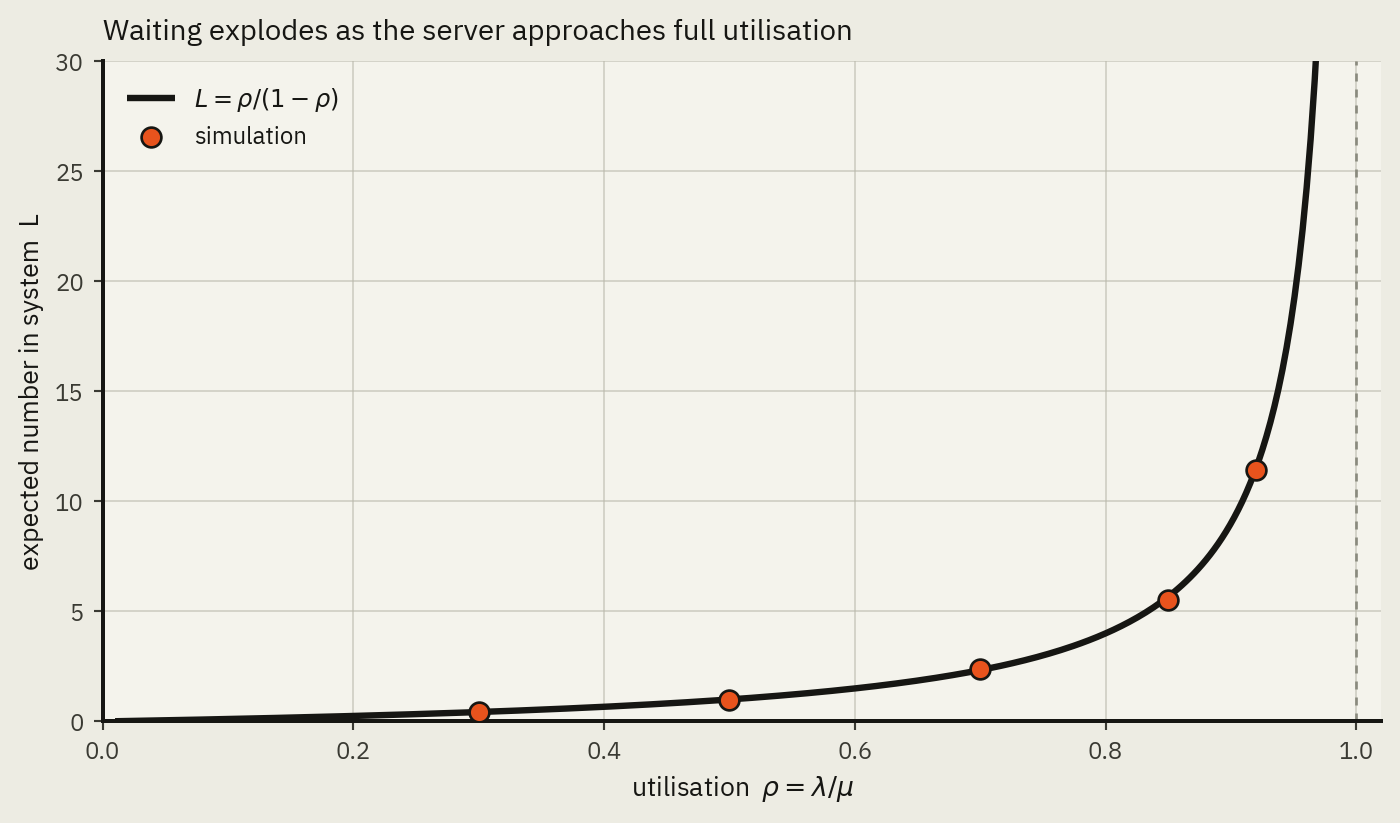 Waiting explodes as the server approaches full utilisation
30
25
20
15
10
5
0
expected number in system L
L = ρ/(1 − ρ)
simulation
0.0
0.2
0.4
0.6
0.8
1.0
utilisation ρ = λ/μ